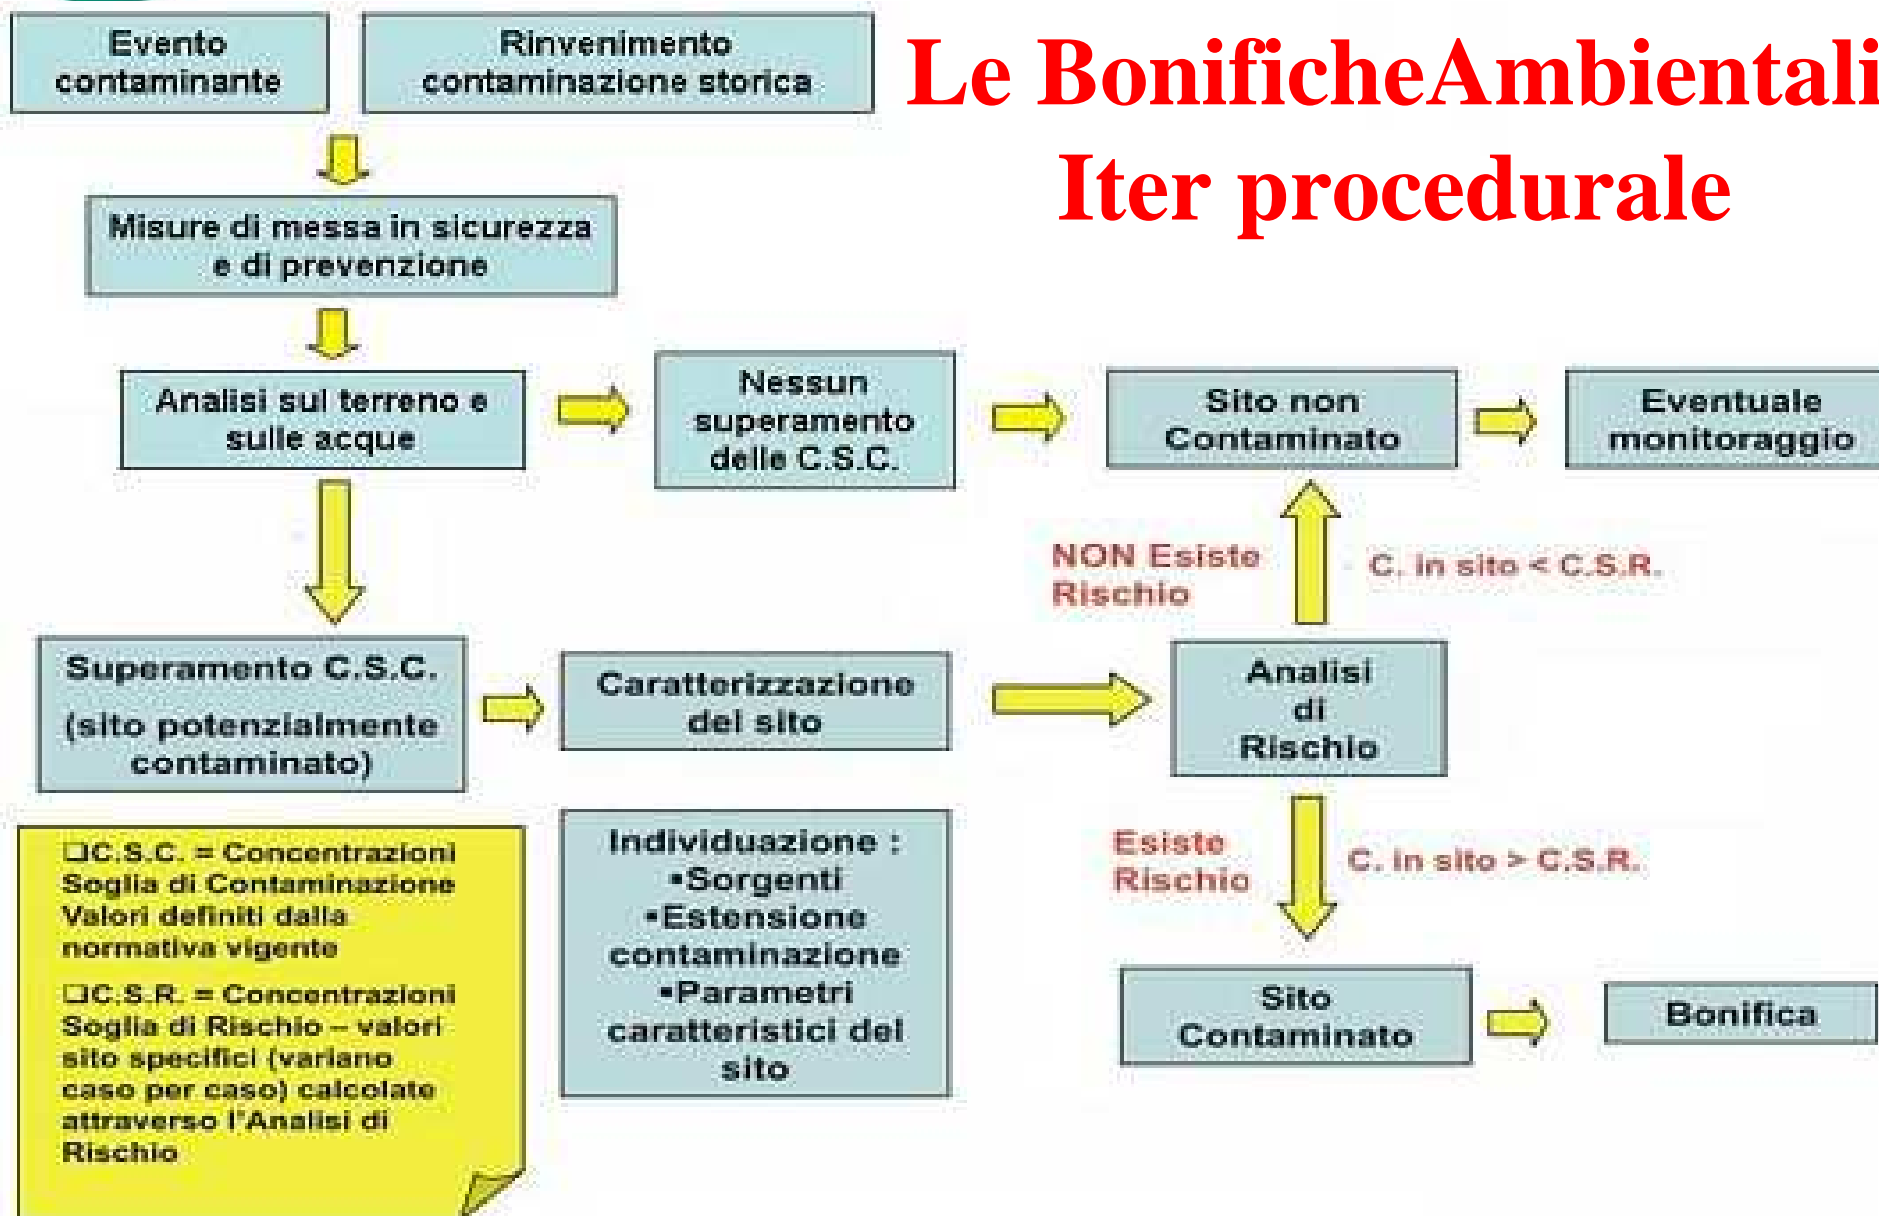 Le BonificheAmbientali
Iter procedurale
Evento
contaminante
Rinvenimento
contaminazione storica
Misure di messa in sicurezza
e di prevenzione
Analisi sul terreno e
sulle acque
Nessun
superamento
delle C.S.C.
Sito non
Contaminato
Eventuale
monitoraggio
NON Esiste
Rischio
C. in sito < C.S.R.
Superamento C.S.C.
(sito potenzialmente
contaminato)
Caratterizzazione
del sito
Analisi
di
Rischio
Esiste
Rischio
C. in sito > C.S.R.
❑C.S.C. = Concentrazioni
Soglia di Contaminazione
Valori definiti dalla
normativa vigente
❑C.S.R. = Concentrazioni
Soglia di Rischio – valori
sito specifici (variano
caso per caso) calcolate
attraverso l'Analisi di
Rischio
Individuazione :
▪Sorgenti
▪Estensione
contaminazione
▪Parametri
caratteristici del
sito
Sito
Contaminato
Bonifica